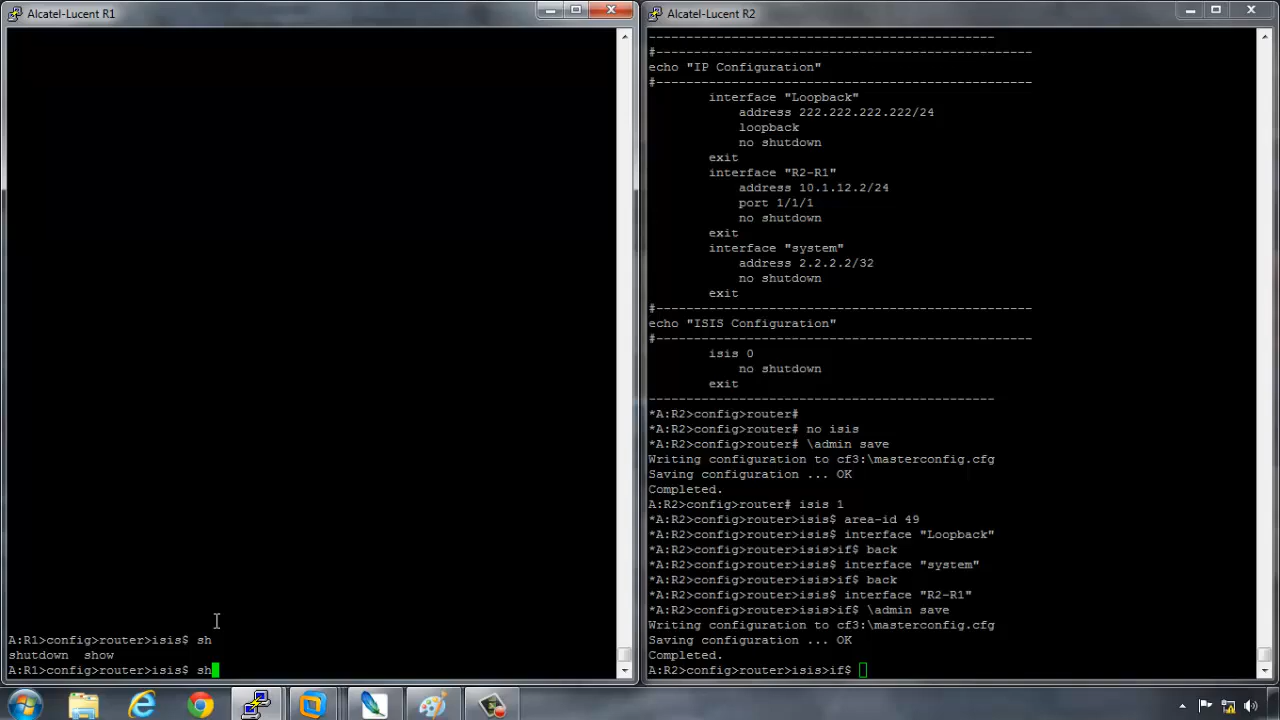 Alcatel-Lucent R1
A:R1>config>router>isis$ sh
shutdown  show
A:R1>config>router>isis$ sh
Alcatel-Lucent R2
----------------------------------------------
#--------------------------------------------------
echo "IP Configuration"
#--------------------------------------------------
        interface "Loopback"
            address 222.222.222.222/24
            loopback
            no shutdown
        exit
        interface "R2-R1"
            address 10.1.12.2/24
            port 1/1/1
            no shutdown
        exit
        interface "system"
            address 2.2.2.2/32
            no shutdown
        exit
#--------------------------------------------------
echo "ISIS Configuration"
#--------------------------------------------------
        isis 0
            no shutdown
        exit
----------------------------------------------
*A:R2>config>router#
*A:R2>config>router# no isis
*A:R2>config>router# \admin save
Writing configuration to cf3:\masterconfig.cfg
Saving configuration ... OK
Completed.
A:R2>config>router# isis 1
*A:R2>config>router>isis$ area-id 49
*A:R2>config>router>isis$ interface "Loopback"
*A:R2>config>router>isis>if$ back
*A:R2>config>router>isis$ interface "system"
*A:R2>config>router>isis>if$ back
*A:R2>config>router>isis$ interface "R2-R1"
*A:R2>config>router>isis>if$ \admin save
Writing configuration to cf3:\masterconfig.cfg
Saving configuration ... OK
Completed.
A:R2>config>router>isis>if$